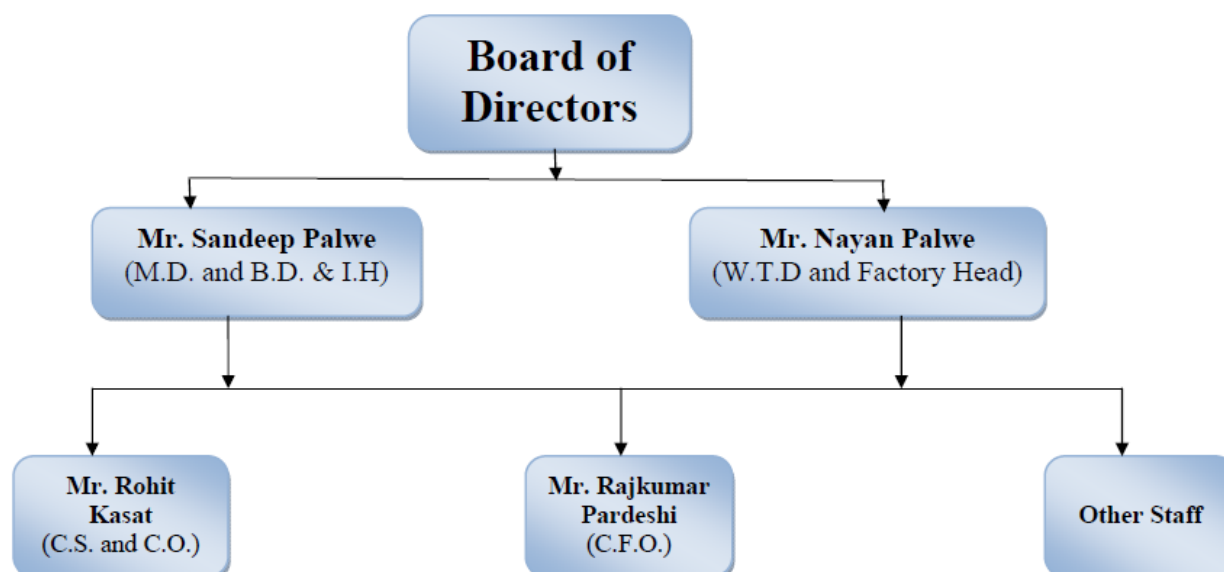 Board of
Directors
Mr. Sandeep Palwe
(M.D. and B.D. & I.H)
Mr. Nayan Palwe
(W.T.D and Factory Head)
Mr. Rohit
Kasat
(C.S. and C.O.)
Mr. Rajkumar
Pardeshi
(C.F.O.)
Other Staff